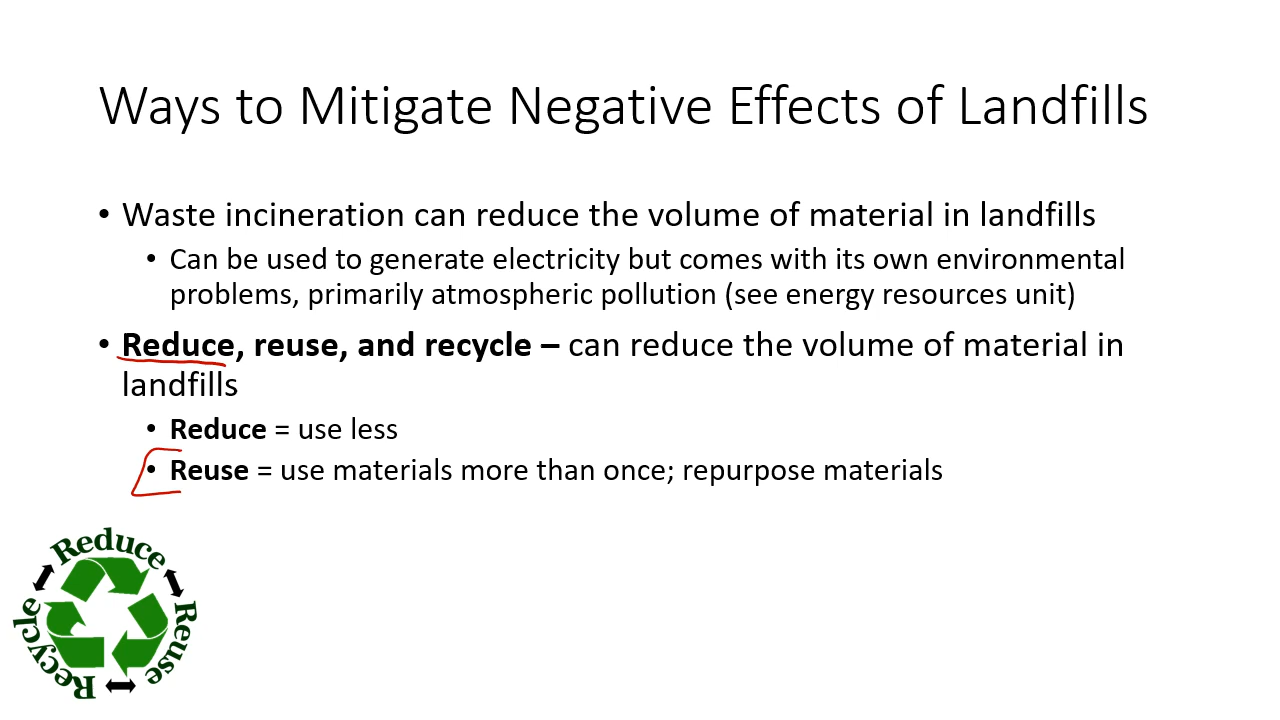 Ways to Mitigate Negative Effects of Landfills
• Waste incineration can reduce the volume of material in landfills
• Can be used to generate electricity but comes with its own environmental
problems, primarily atmospheric pollution (see energy resources unit)
• Reduce, reuse, and recycle – can reduce the volume of material in
landfills
• Reduce = use less
• Reuse = use materials more than once; repurpose materials
Reduce
Reuse
Recycle